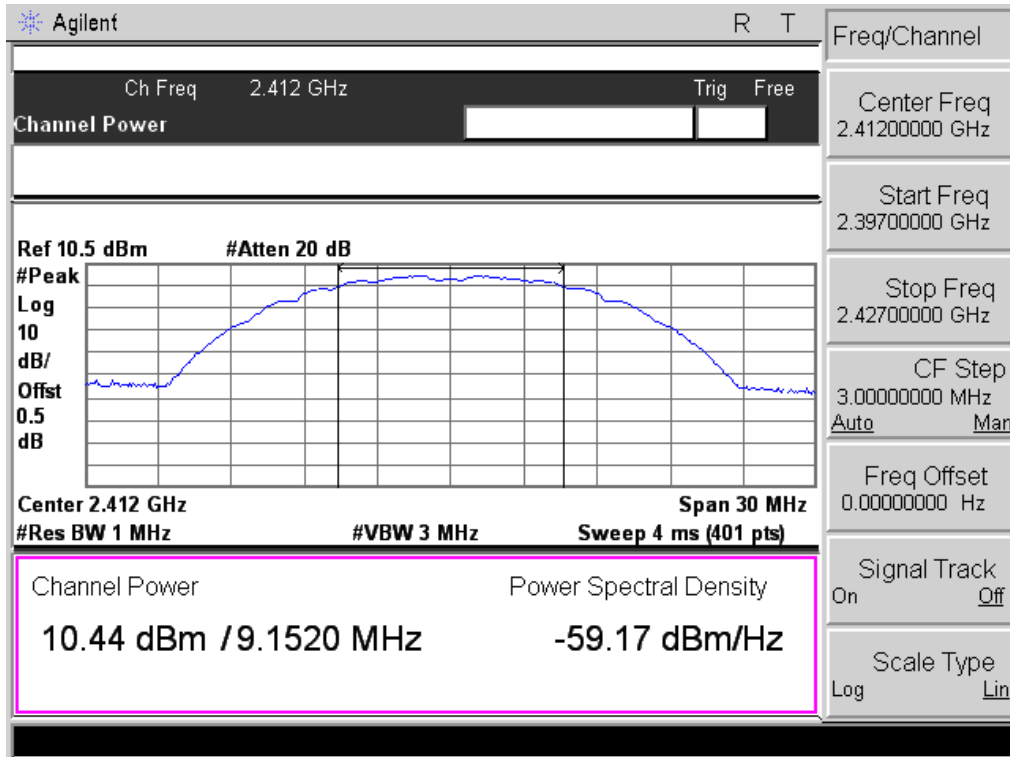 Agilent R T
Ch Freq 2.412 GHz Trig Free
Channel Power
Ref 10.5 dBm #Atten 20 dB
#Peak
Log
10
dB/
Offst
0.5
dB
Center 2.412 GHz Span 30 MHz
#Res BW 1 MHz #VBW 3 MHz Sweep 4 ms (401 pts)
Channel Power Power Spectral Density
10.44 dBm / 9.1520 MHz -59.17 dBm/Hz
Freq/Channel
Center Freq
2.41200000 GHz
Start Freq
2.39700000 GHz
Stop Freq
2.42700000 GHz
CF Step
3.00000000 MHz
Auto Man
Freq Offset
0.00000000 Hz
Signal Track
On Off
Scale Type
Log Lin